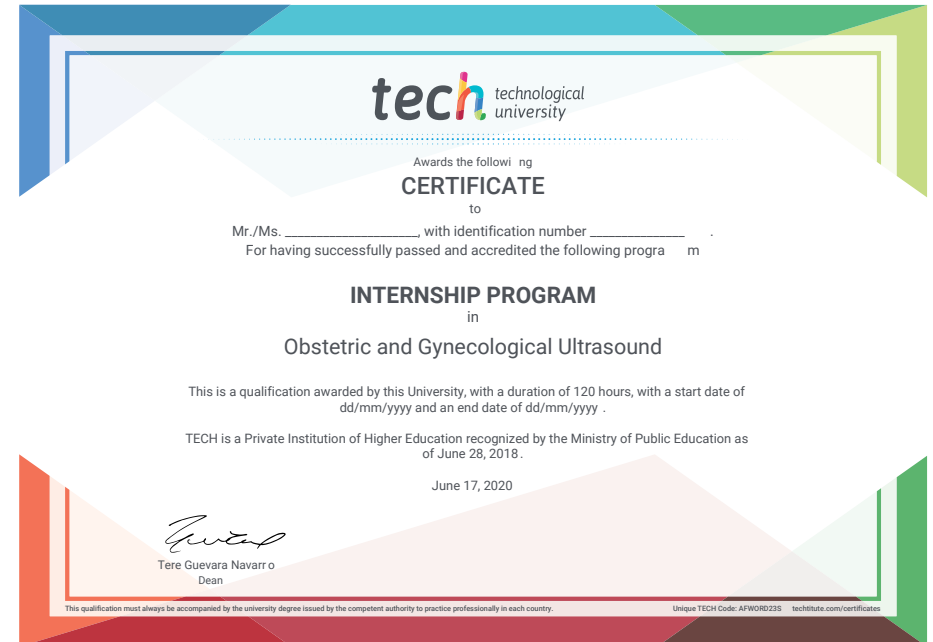 tech technological
university
Awards the followi ng
CERTIFICATE
to
Mr./Ms. ____________________, with identification number _______________ .
For having successfully passed and accredited the following progra m
INTERNSHIP PROGRAM
in
Obstetric and Gynecological Ultrasound
This is a qualification awarded by this University, with a duration of 120 hours, with a start date of
dd/mm/yyyy and an end date of dd/mm/yyyy .
TECH is a Private Institution of Higher Education recognized by the Ministry of Public Education as
of June 28, 2018.
June 17, 2020
Tere Guevara Navarr o
Dean
This qualification must always be accompanied by the university degree issued by the competent authority to practice professionally in each country. Unique TECH Code: AFWORD23S techtitute.com/certificates